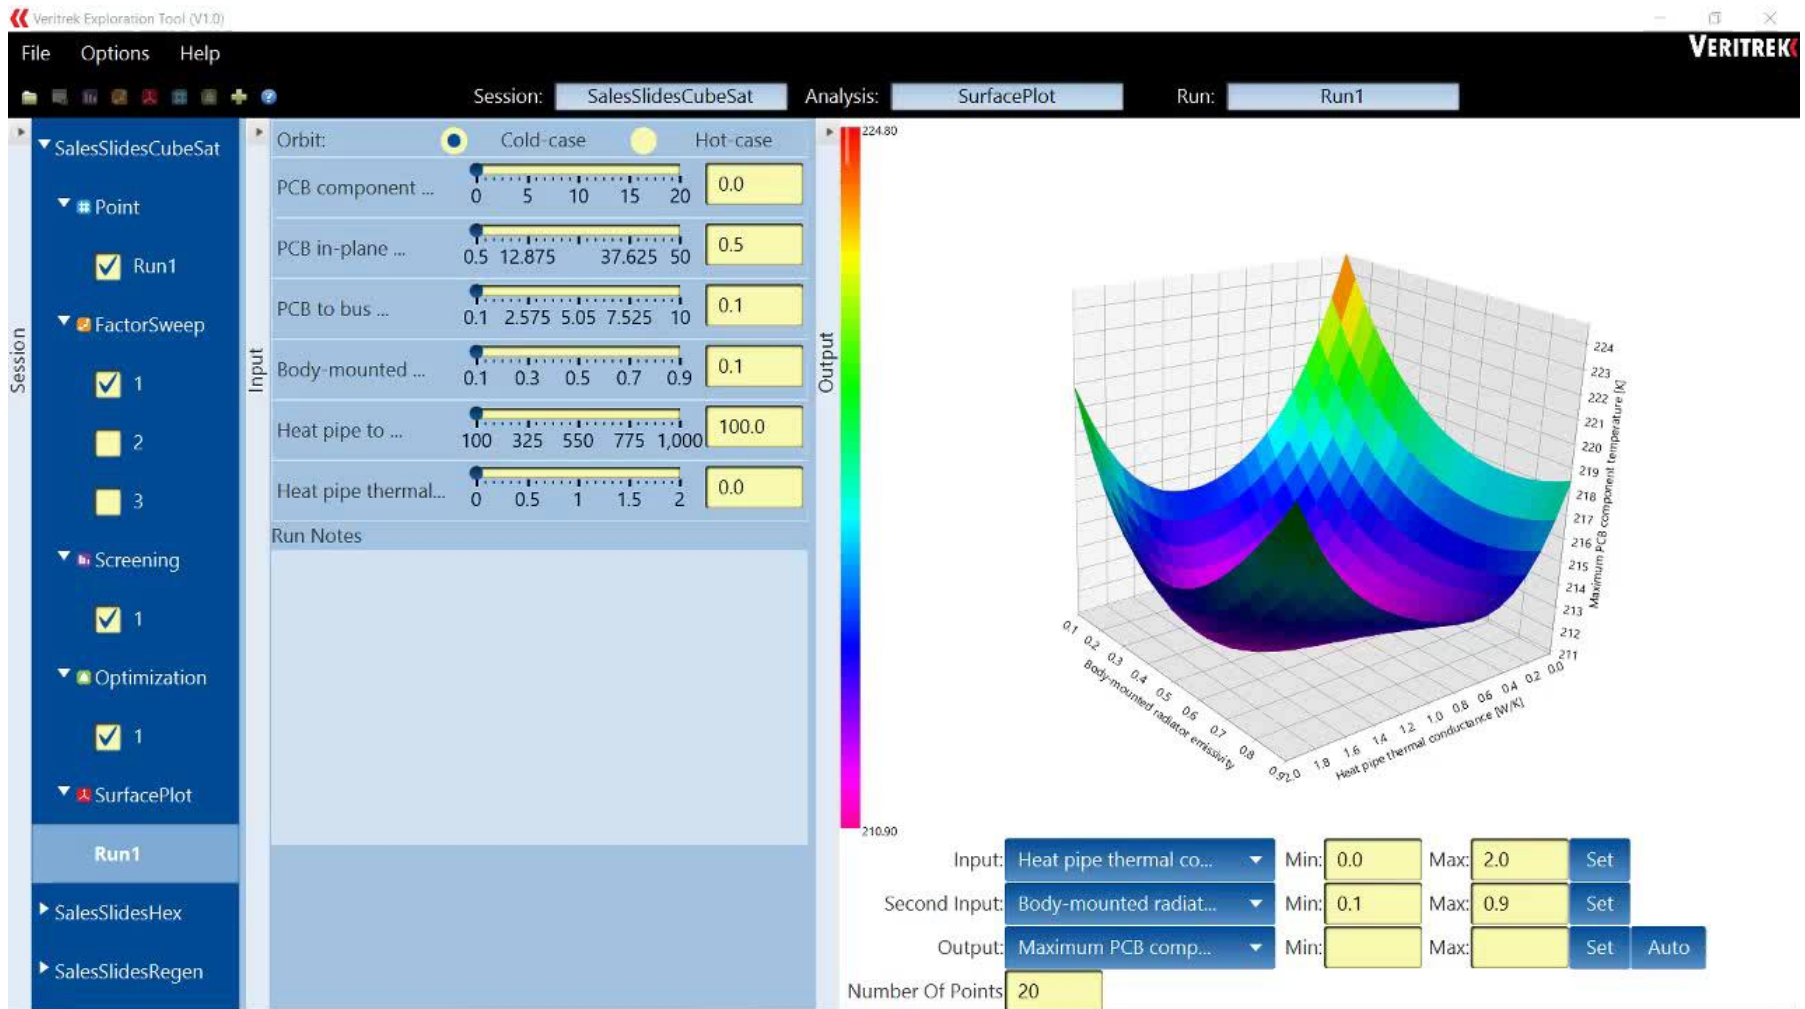 Veritrek Exploration Tool (V1.0)
File Options Help
VERITREK
Session: SalesSlidesCubeSat Analysis: SurfacePlot Run: Run1
Session
SalesSlidesCubeSat
Point
Run1
FactorSweep
1
2
3
Screening
1
Optimization
1
SurfacePlot
Run1
SalesSlidesHex
SalesSlidesRegen
Input
Orbit: Cold-case Hot-case
PCB component ... 0.0
0 5 10 15 20
PCB in-plane ... 0.5
0.5 12.875 37.625 50
PCB to bus ... 0.1
0.1 2.575 5.05 7.525 10
Body-mounted ... 0.1
0.1 0.3 0.5 0.7 0.9
Heat pipe to ... 100.0
100 325 550 775 1,000
Heat pipe thermal... 0.0
0 0.5 1 1.5 2
Run Notes
Output
224.80
210.90
224
223
222
221
220
219
218
217
216
215
214
213
212
211
Maximum PCB component temperature [K]
0.1 0.2 0.3 0.4 0.5 0.6 0.7 0.8 0.9
Body-mounted radiator emissivity
2.0 1.8 1.6 1.4 1.2 1.0 0.8 0.6 0.4 0.2 0.0
Heat pipe thermal conductance [W/K]
Input: Heat pipe thermal co... Min: 0.0 Max: 2.0 Set
Second Input: Body-mounted radiat... Min: 0.1 Max: 0.9 Set
Output: Maximum PCB comp... Min: Max: Set Auto
Number Of Points 20